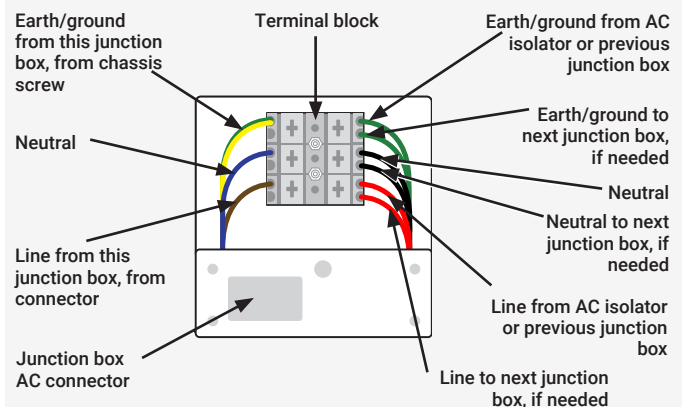 Earth/ground
from this junction
box, from chassis
screw
Terminal block
Earth/ground from AC
isolator or previous
junction box
Neutral
Earth/ground to
next junction box,
if needed
Neutral
Neutral to next
junction box, if
needed
Line from this
junction box, from
connector
Line from AC isolator
or previous junction
box
Junction box
AC connector
Line to next junction
box, if needed